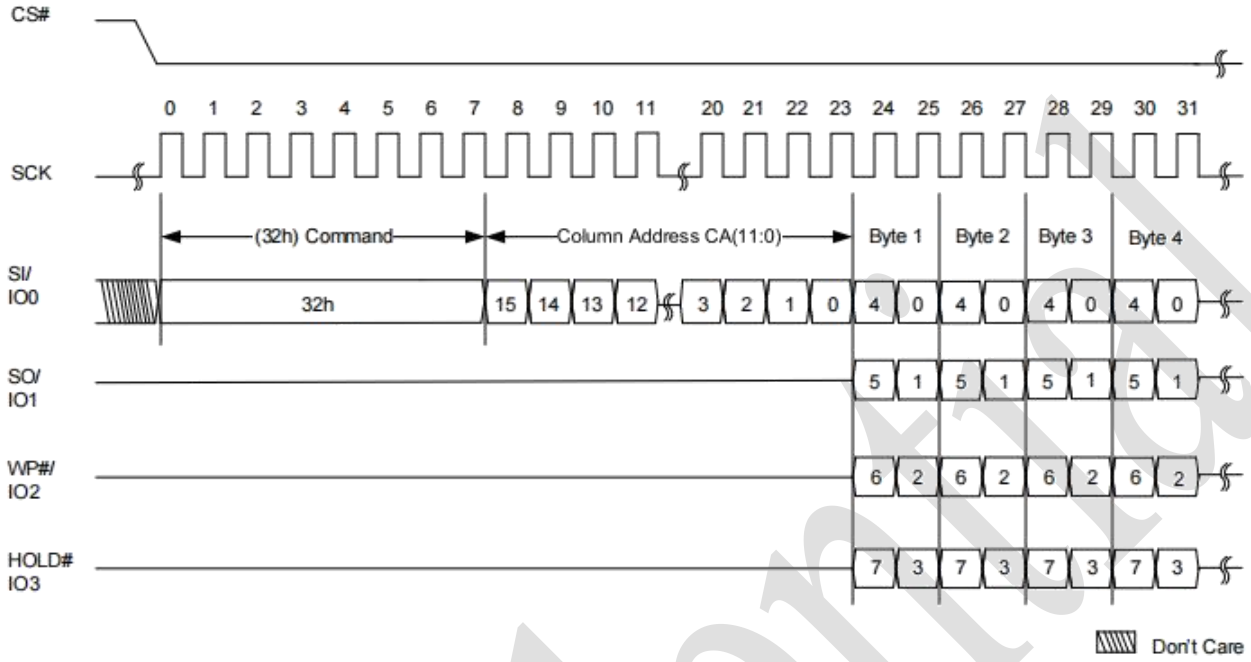 CS#
0 1 2 3 4 5 6 7 8 9 10 11 20 21 22 23 24 25 26 27 28 29 30 31
SCK
(32h) Command Column Address CA(11:0) Byte 1 Byte 2 Byte 3 Byte 4
SI/
IO0
32h 15 14 13 12 3 2 1 0 4 0 4 0 4 0 4 0
SO/
IO1
5 1 5 1 5 1 5 1
WP#/
IO2
6 2 6 2 6 2 6 2
HOLD#
IO3
7 3 7 3 7 3 7 3
Don't Care